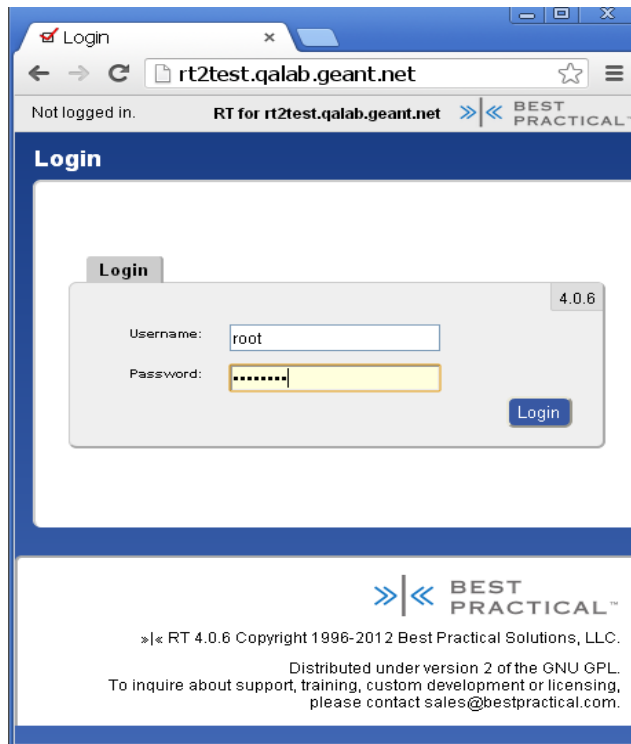 Login
rt2test.qalab.geant.net
Not logged in.
RT for rt2test.qalab.geant.net
»|« BEST PRACTICAL™
Login
Login
4.0.6
Username:
root
Password:
••••••••
Login
»|« BEST PRACTICAL™
»|« RT 4.0.6 Copyright 1996-2012 Best Practical Solutions, LLC.
Distributed under version 2 of the GNU GPL.
To inquire about support, training, custom development or licensing,
please contact sales@bestpractical.com.